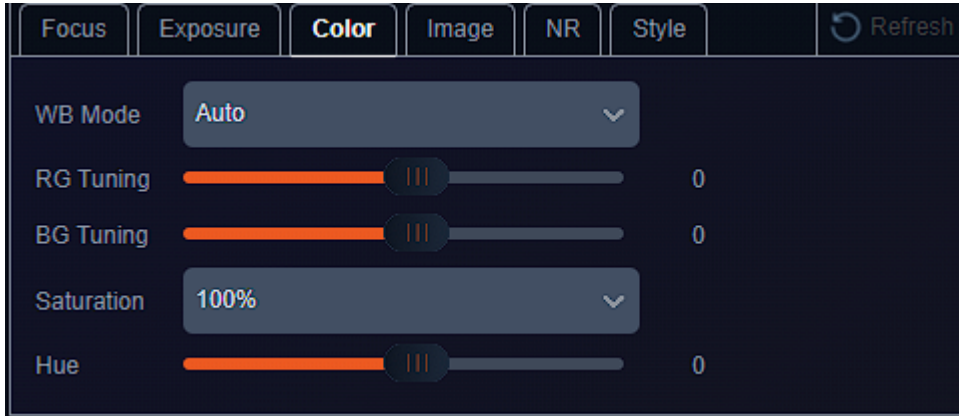 Focus Exposure Color Image NR Style Refresh
WB Mode Auto
RG Tuning 0
BG Tuning 0
Saturation 100%
Hue 0